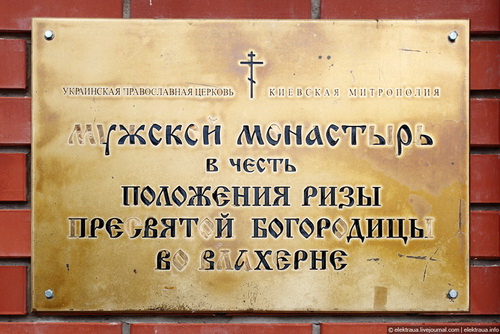 УКРАИНСКАЯ ПРАВОСЛАВНАЯ ЦЕРКОВЬ КИЕВСКАЯ МИТРОПОЛИЯ
МУЖСКОЙ МОНАСТЫРЬ
В ЧЕСТЬ
ПОЛОЖЕНИЯ РИЗЫ
ПРЕСВЯТОЙ БОГОРОДИЦЫ
ВО ВЛАХЕРНЕ
© elektraua.livejournal.com / elektraua.info